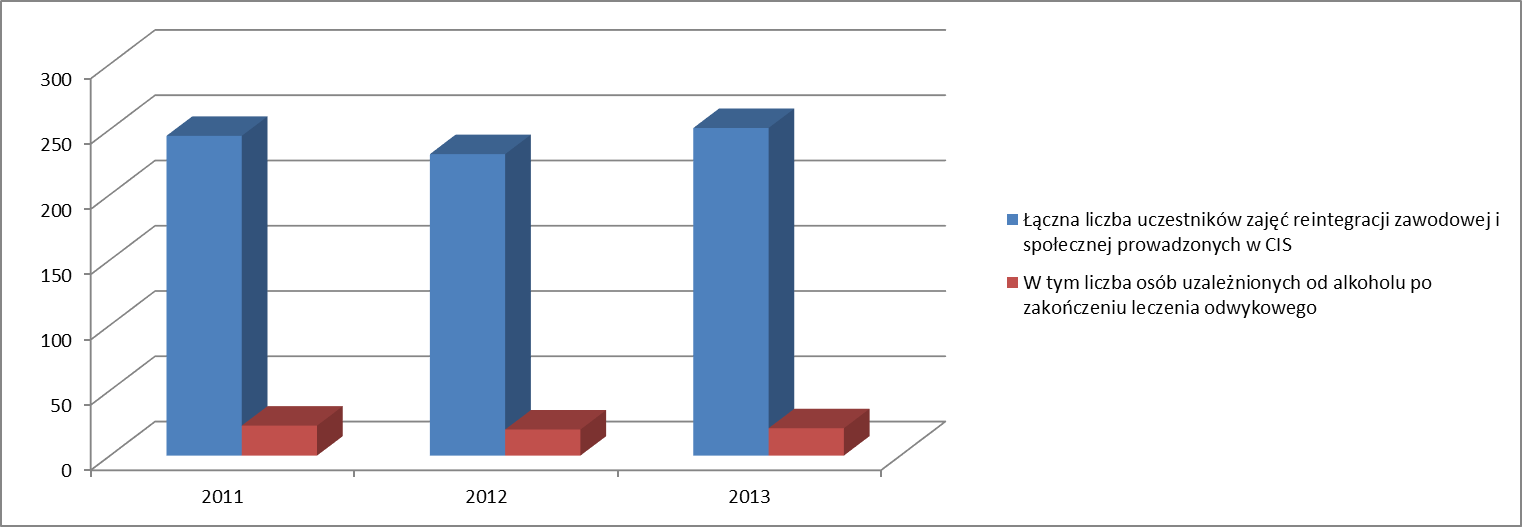 300
250
200
150
100
50
0
2011 2012 2013
Łączna liczba uczestników zajęć reintegracji zawodowej i
społecznej prowadzonych w CIS
W tym liczba osób uzależnionych od alkoholu po
zakończeniu leczenia odwykowego